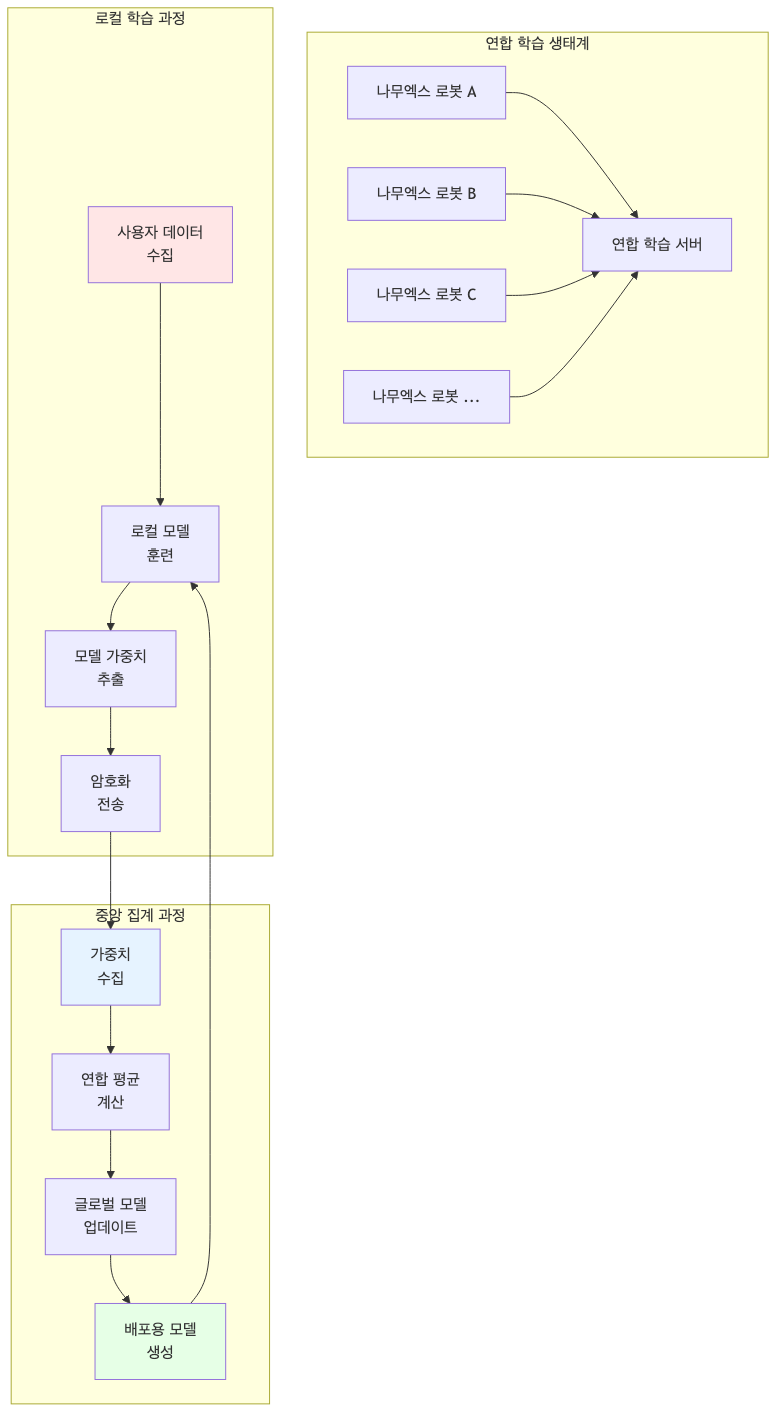 로컬 학습 과정
사용자 데이터
수집
로컬 모델
훈련
모델 가중치
추출
암호화
전송
중앙 집계 과정
가중치
수집
연합 평균
계산
글로벌 모델
업데이트
배포용 모델
생성
연합 학습 생태계
나무엑스 로봇 A
나무엑스 로봇 B
나무엑스 로봇 C
나무엑스 로봇 ...
연합 학습 서버